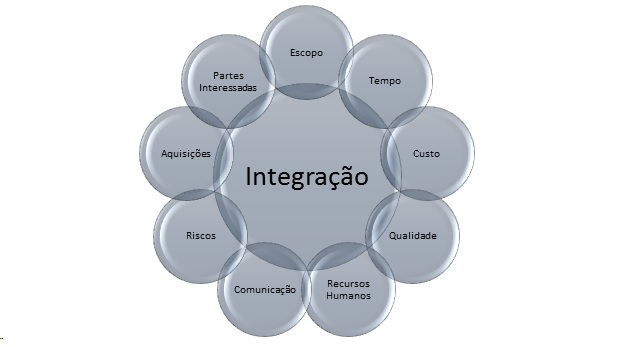 Escopo
Tempo
Custo
Qualidade
Recursos
Humanos
Comunicação
Riscos
Aquisições
Partes
Interessadas
Integração